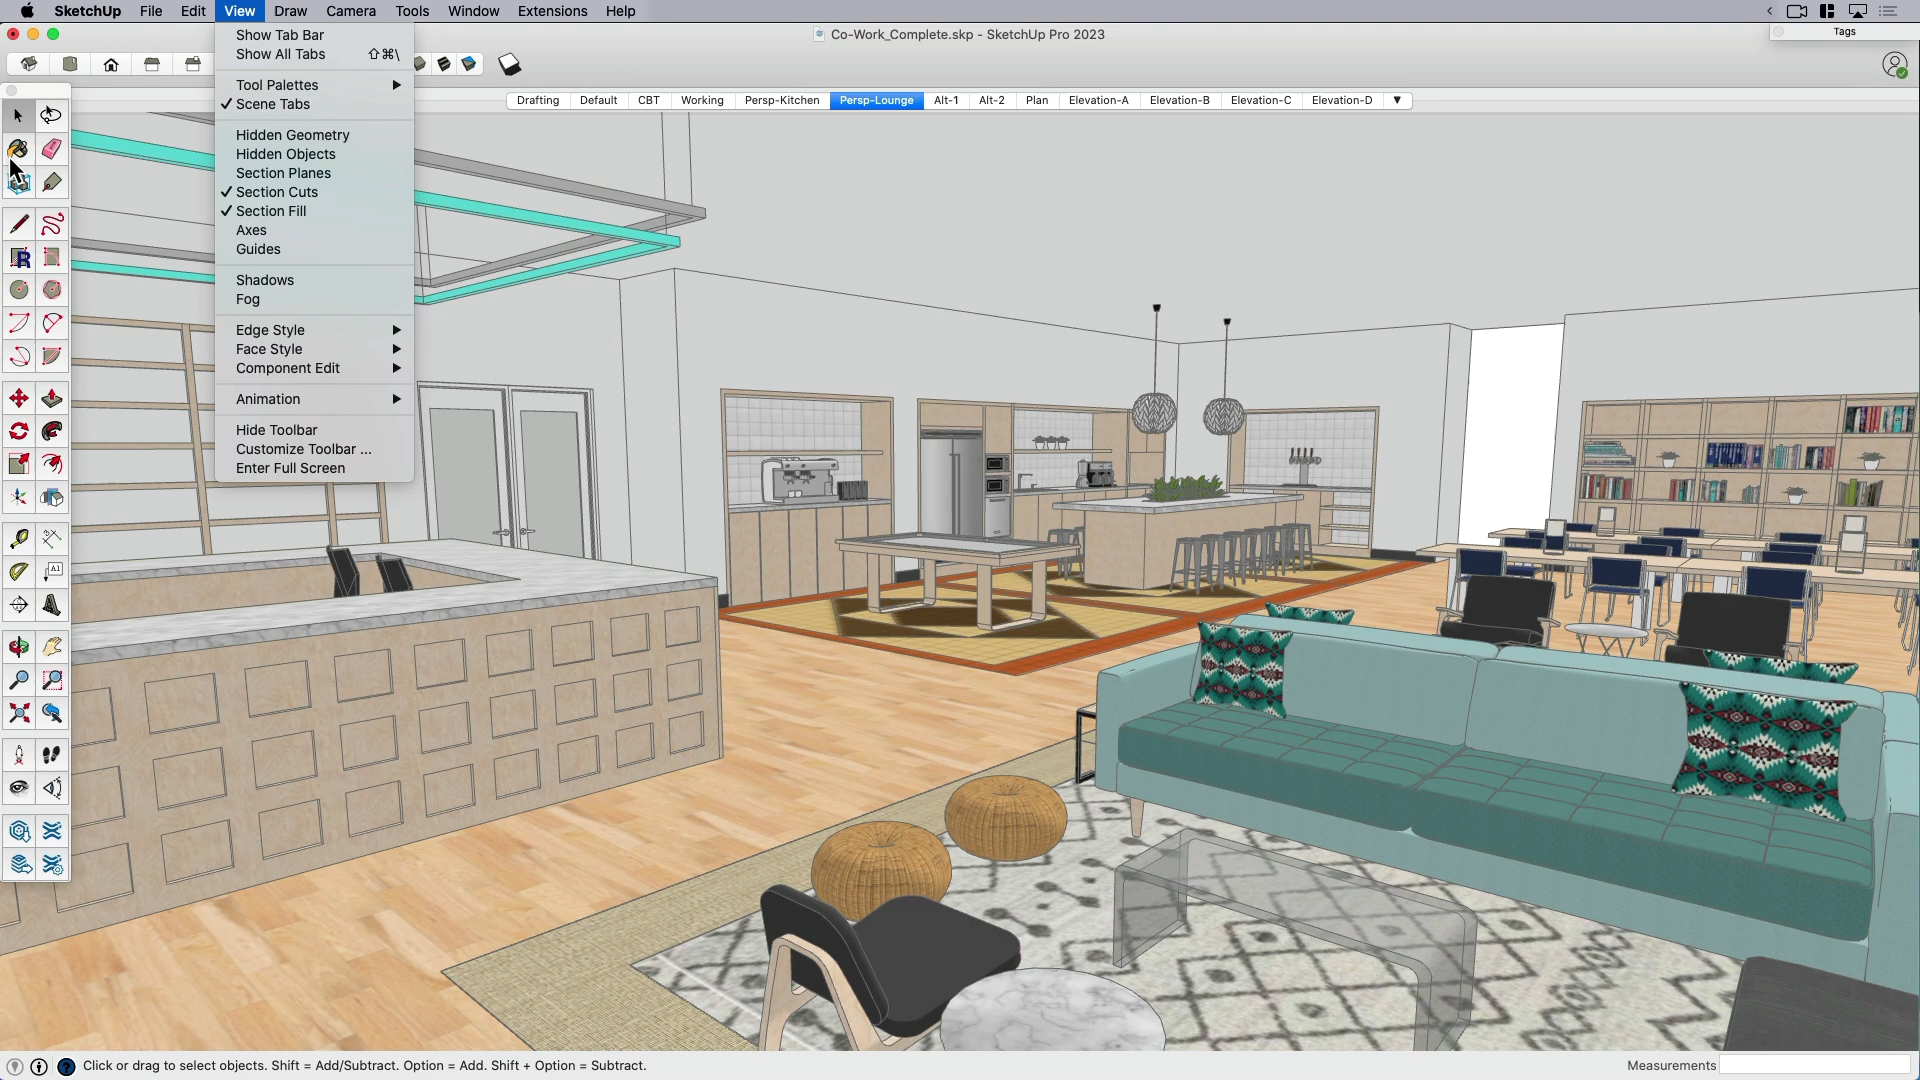 SketchUp File Edit View Draw Camera Tools Window Extensions Help
Co-Work_Complete.skp - SketchUp Pro 2023
Tags
Show Tab Bar
Show All Tabs ⇧⌘\
Tool Palettes
✓ Scene Tabs
Hidden Geometry
Hidden Objects
Section Planes
✓ Section Cuts
✓ Section Fill
Axes
Guides
Shadows
Fog
Edge Style
Face Style
Component Edit
Animation
Hide Toolbar
Customize Toolbar ...
Enter Full Screen
Drafting Default CBT Working Persp-Kitchen Persp-Lounge Alt-1 Alt-2 Plan Elevation-A Elevation-B Elevation-C Elevation-D
R
A1
A
Click or drag to select objects. Shift = Add/Subtract. Option = Add. Shift + Option = Subtract.
Measurements